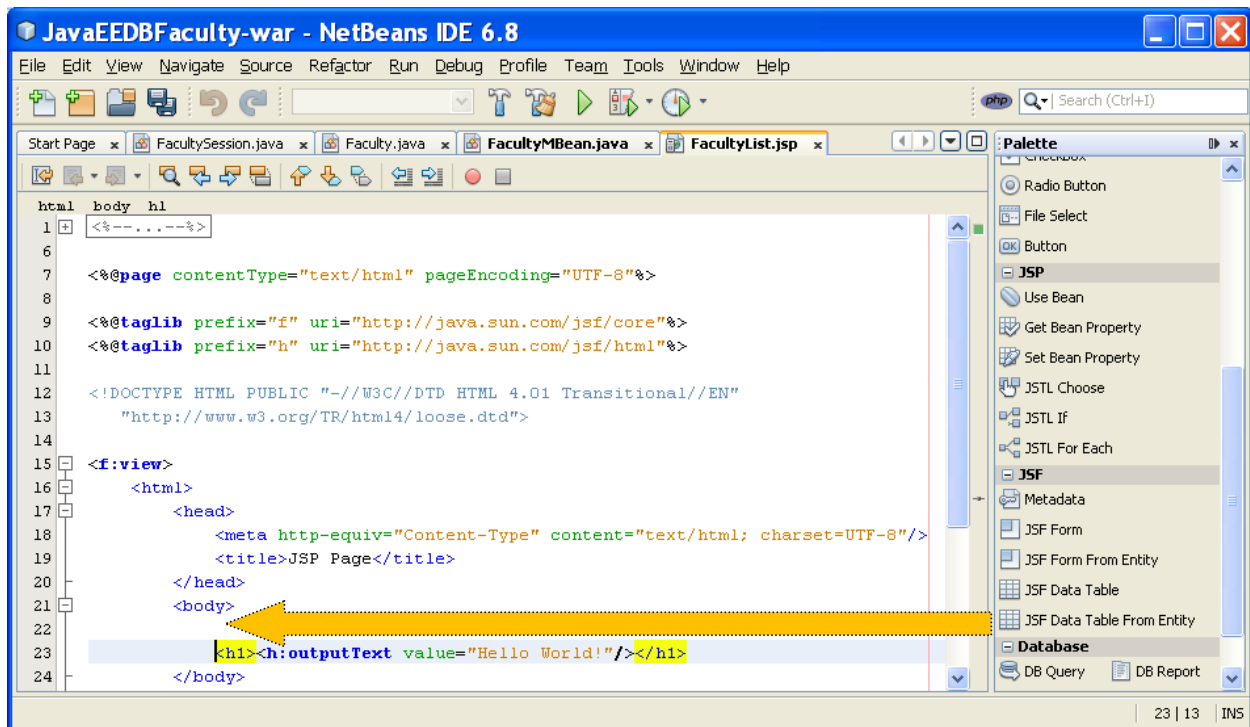 JavaEEDBFaculty-war - NetBeans IDE 6.8
File Edit View Navigate Source Refactor Run Debug Profile Team Tools Window Help
php Search (Ctrl+I)
Start Page x FacultySession.java x Faculty.java x FacultyMBean.java x FacultyList.jsp x
html body h1
1 <%--...--%>
6
7 <%@page contentType="text/html" pageEncoding="UTF-8"%>
8
9 <%@taglib prefix="f" uri="http://java.sun.com/jsf/core"%>
10 <%@taglib prefix="h" uri="http://java.sun.com/jsf/html"%>
11
12 <!DOCTYPE HTML PUBLIC "-//W3C//DTD HTML 4.01 Transitional//EN"
13 "http://www.w3.org/TR/html4/loose.dtd">
14
15 <f:view>
16 <html>
17 <head>
18 <meta http-equiv="Content-Type" content="text/html; charset=UTF-8"/>
19 <title>JSP Page</title>
20 </head>
21 <body>
22
23 <h1><h:outputText value="Hello World!"/></h1>
24 </body>
Palette
Checkbox
Radio Button
File Select
OK Button
JSP
Use Bean
Get Bean Property
Set Bean Property
JSTL Choose
JSTL If
JSTL For Each
JSF
Metadata
JSF Form
JSF Form From Entity
JSF Data Table
JSF Data Table From Entity
Database
DB Query DB Report
23 | 13 INS